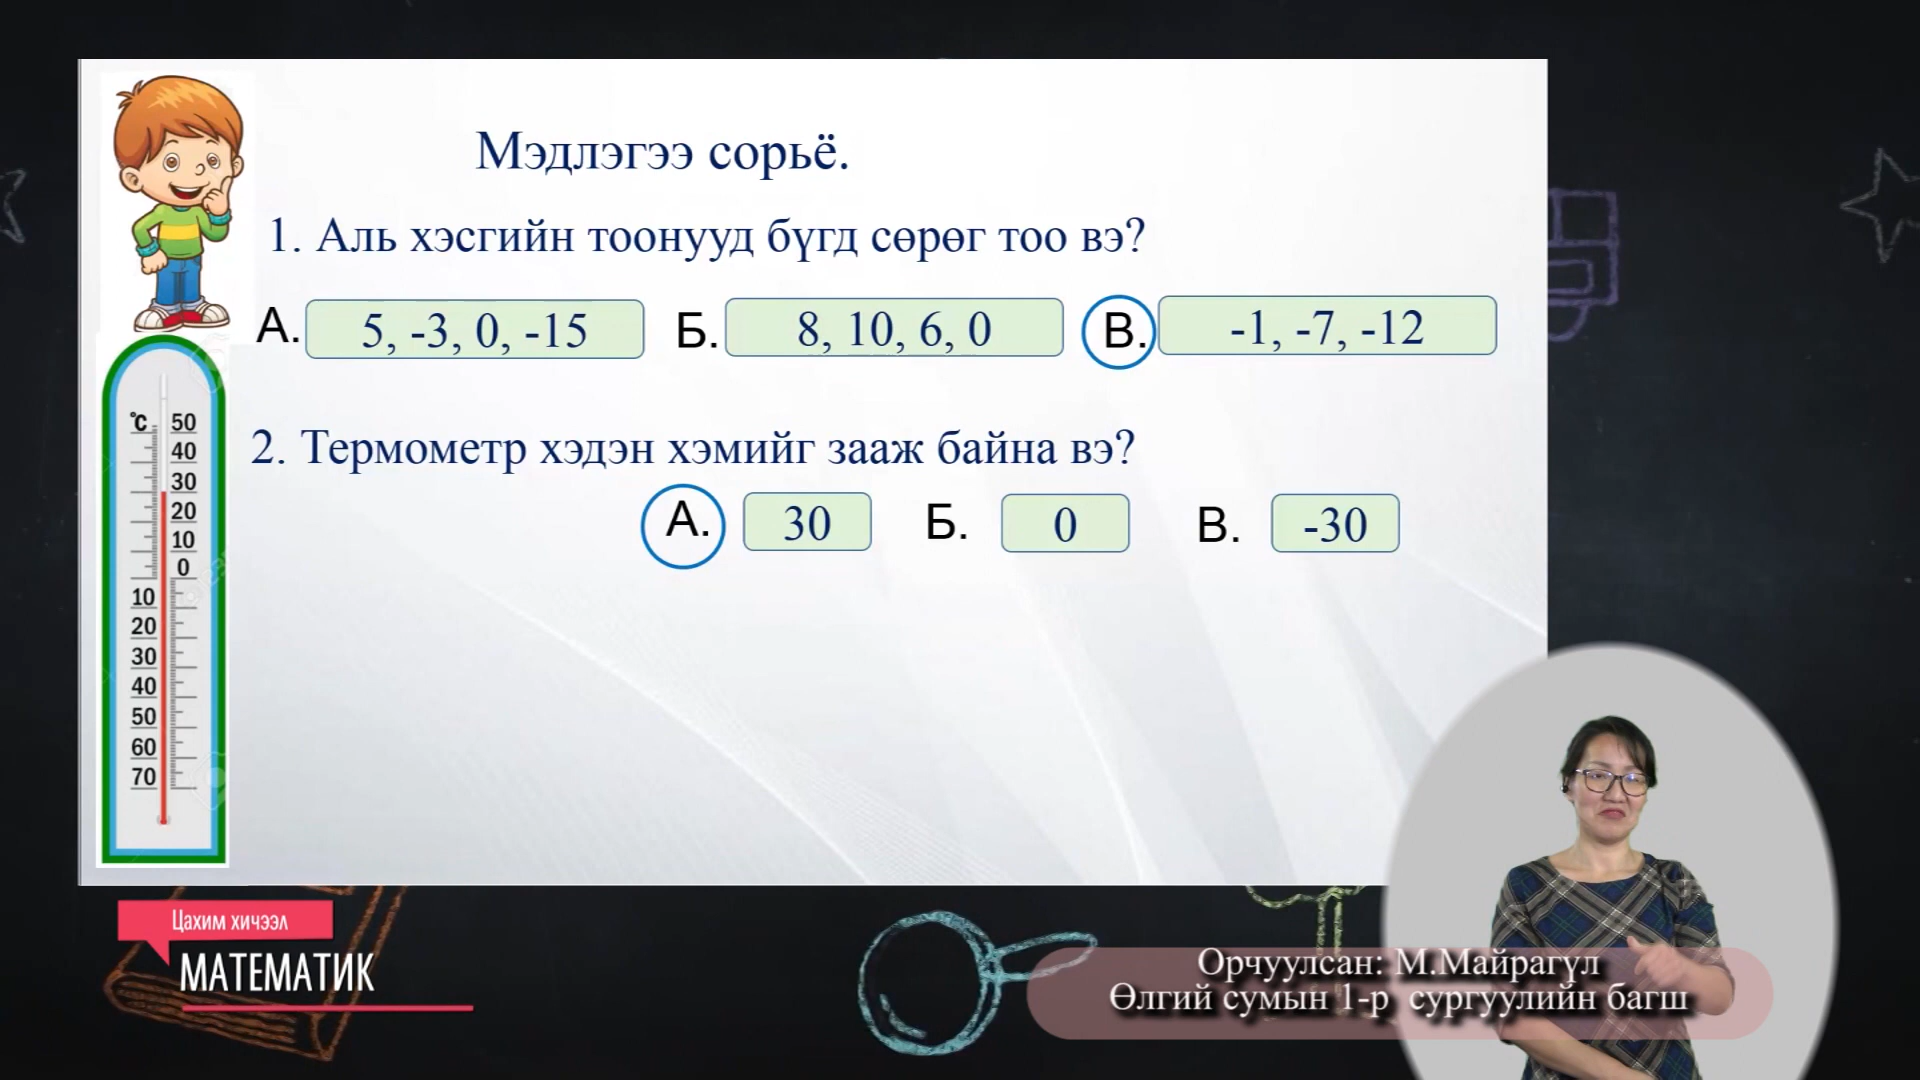 Мэдлэгээ сорьё.
1. Аль хэсгийн тоонууд бүгд сөрөг тоо вэ?
А. 5, -3, 0, -15 Б. 8, 10, 6, 0 В. -1, -7, -12
2. Термометр хэдэн хэмийг зааж байна вэ?
А. 30 Б. 0 В. -30
°C 50
40
30
20
10
0
10
20
30
40
50
60
70
Цахим хичээл
МАТЕМАТИК
Орчуулсан: М.Майрагүл
Өлгий сумын 1-р сургуулийн багш